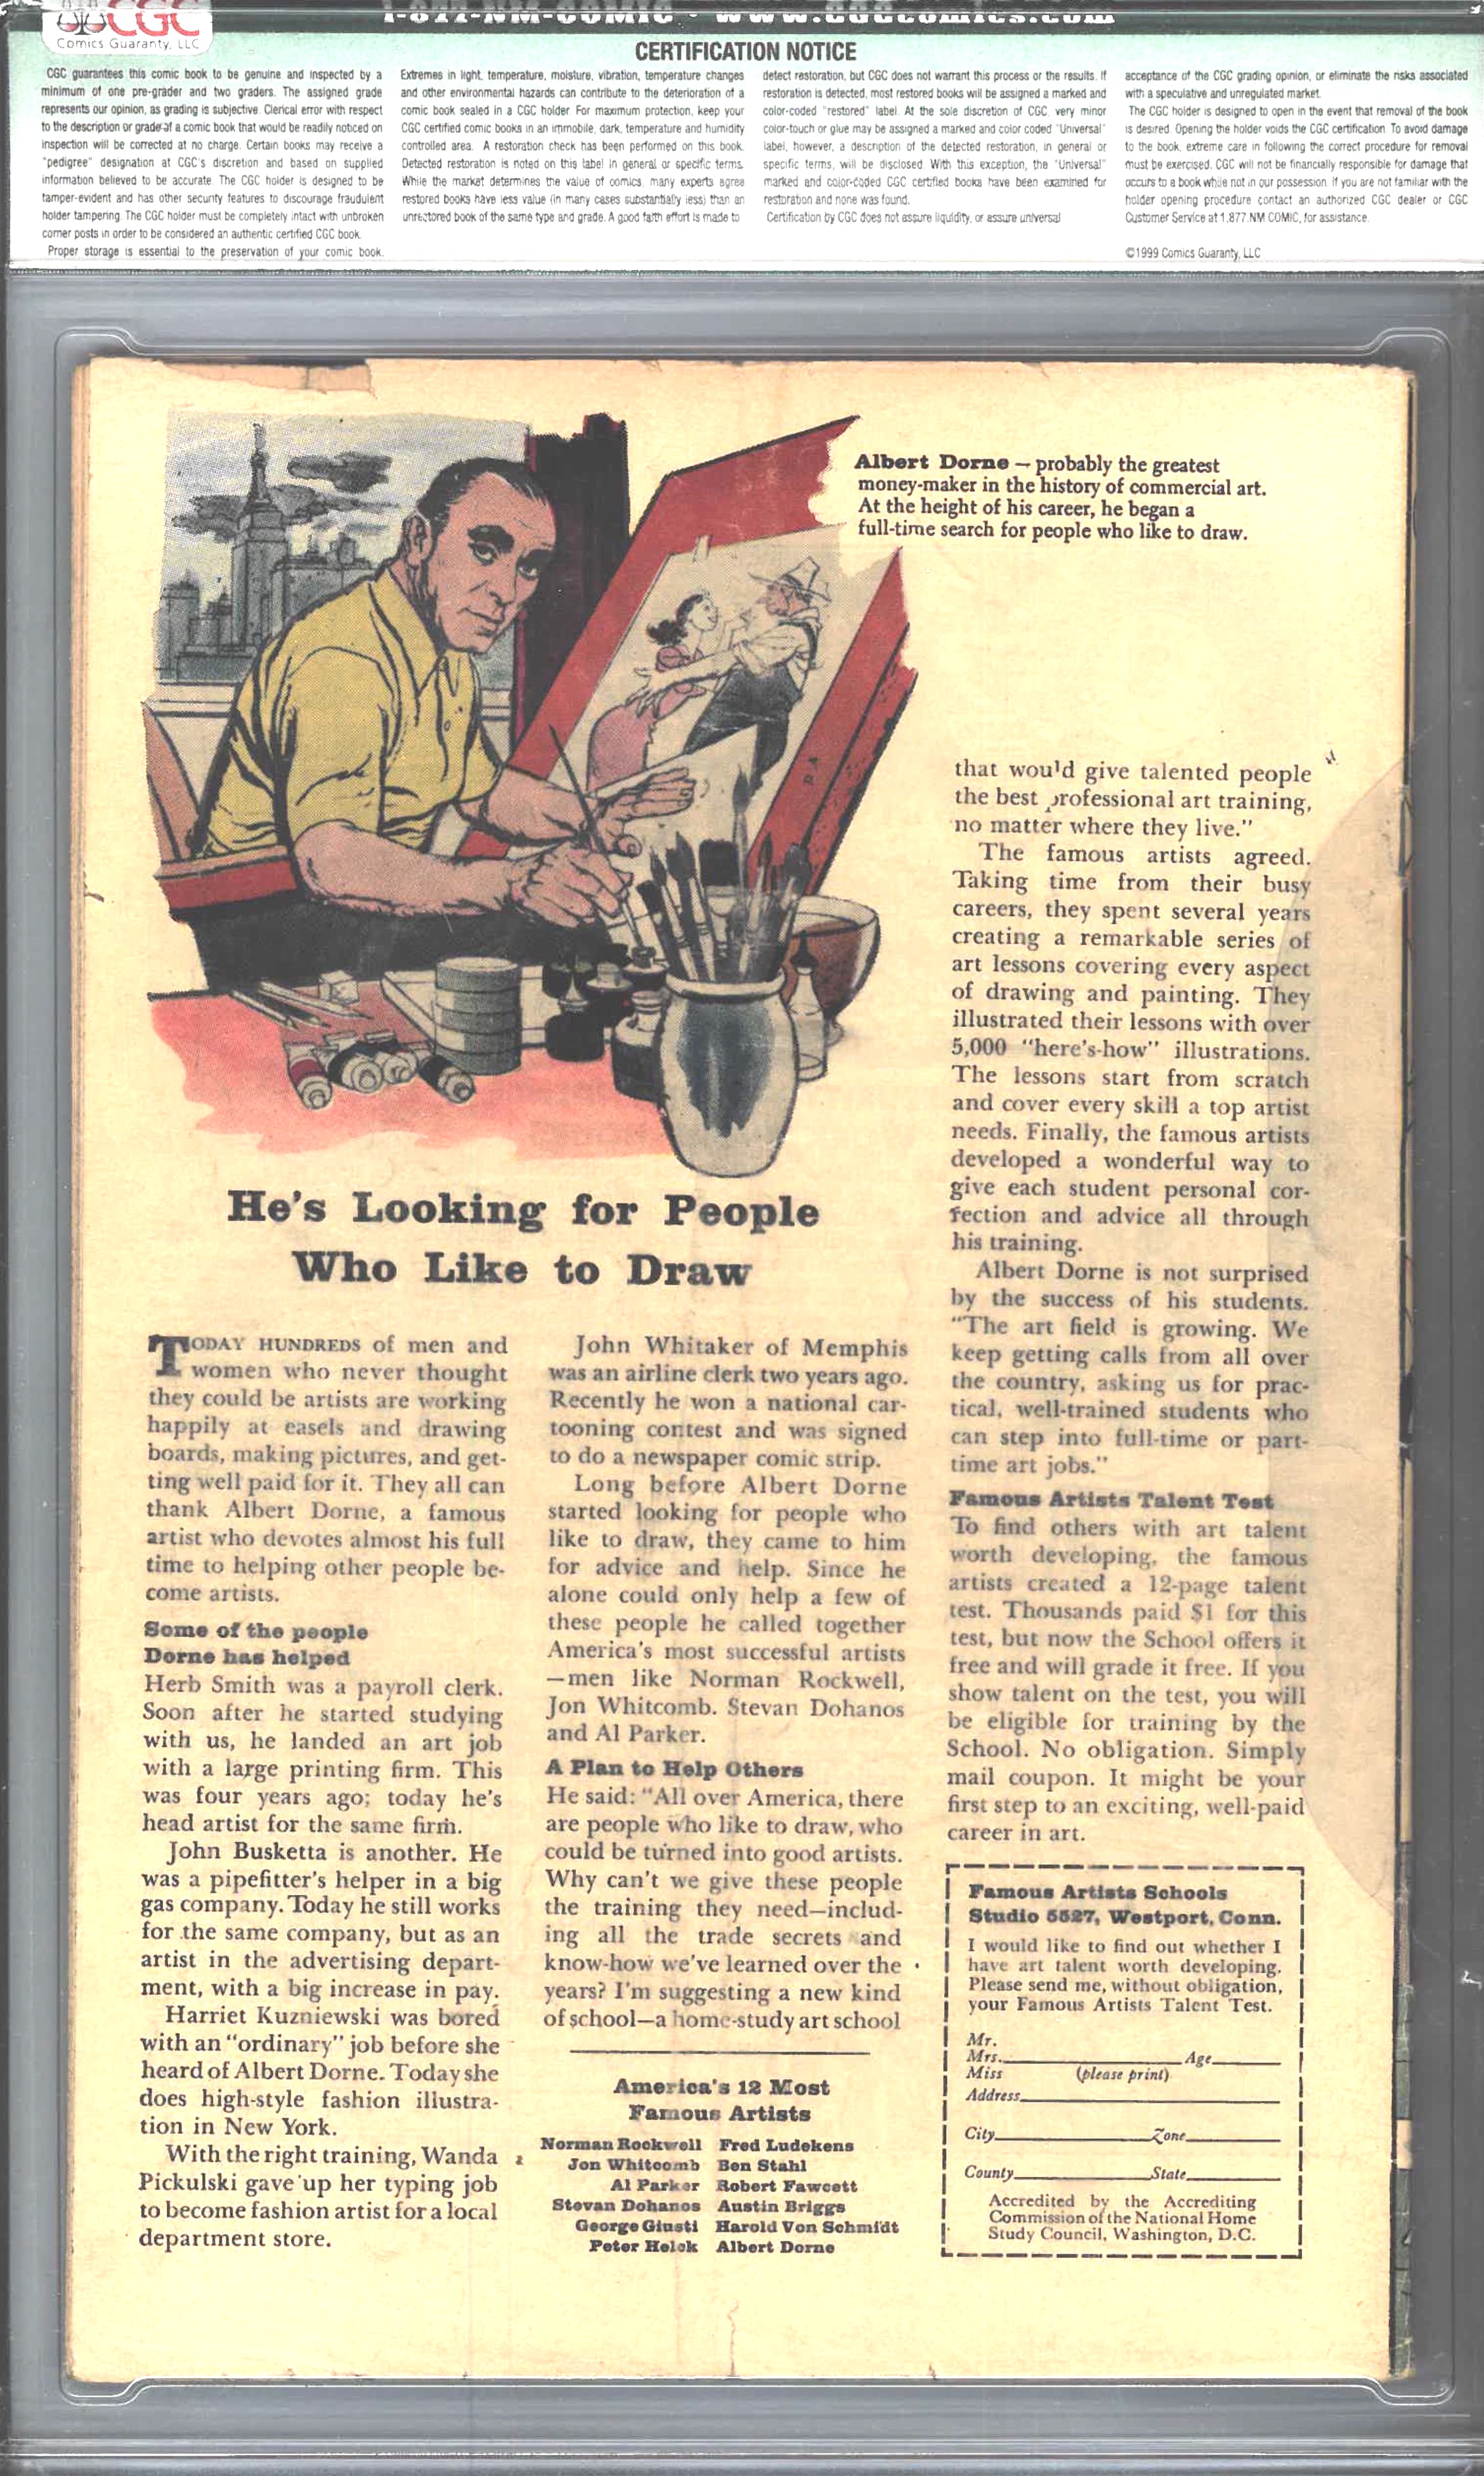 1-877-NM-COMIC • www.CGCcomics.com
CGC
Comics Guaranty, LLC
CERTIFICATION NOTICE
CGC guarantees this comic book to be genuine and inspected by a
minimum of one pre-grader and two graders. The assigned grade
represents our opinion, as grading is subjective. Clerical error with respect
to the description or grade of a comic book that would be readily noticed on
inspection will be corrected at no charge. Certain books may receive a
"pedigree" designation at CGC's discretion and based on supplied
information believed to be accurate. The CGC holder is designed to be
tamper-evident and has other security features to discourage fraudulent
holder tampering. The CGC holder must be completely intact with unbroken
corner posts in order to be considered an authentic certified CGC book.
Proper storage is essential to the preservation of your comic book.
Extremes in light, temperature, moisture, vibration, temperature changes
and other environmental hazards can contribute to the deterioration of a
comic book sealed in a CGC holder. For maximum protection, keep your
CGC certified comic books in an immobile, dark, temperature and humidity
controlled area. A restoration check has been performed on this book.
Detected restoration is noted on this label in general or specific terms.
While the market determines the value of comics, many experts agree
restored books have less value (in many cases substantially less) than an
unrestored book of the same type and grade. A good faith effort is made to
detect restoration, but CGC does not warrant this process or the results. If
restoration is detected, most restored books will be assigned a marked and
color-coded "restored" label. At the sole discretion of CGC, very minor
color-touch or glue may be assigned a marked and color coded "Universal"
label, however, a description of the detected restoration, in general or
specific terms, will be disclosed. With this exception, the "Universal"
marked and color-coded CGC certified books have been examined for
restoration and none was found.
Certification by CGC does not assure liquidity, or assure universal
acceptance of the CGC grading opinion, or eliminate the risks associated
with a speculative and unregulated market.
The CGC holder is designed to open in the event that removal of the book
is desired. Opening the holder voids the CGC certification. To avoid damage
to the book, extreme care in following the correct procedure for removal
must be exercised. CGC will not be financially responsible for damage that
occurs to a book while not in our possession. If you are not familiar with the
holder opening procedure contact an authorized CGC dealer or CGC
Customer Service at 1.877.NM.COMIC, for assistance.
©1999 Comics Guaranty, LLC
Albert Dorne – probably the greatest
money-maker in the history of commercial art.
At the height of his career, he began a
full-time search for people who like to draw.
He's Looking for People
Who Like to Draw
TODAY HUNDREDS of men and
women who never thought
they could be artists are working
happily at easels and drawing
boards, making pictures, and get-
ting well paid for it. They all can
thank Albert Dorne, a famous
artist who devotes almost his full
time to helping other people be-
come artists.
Some of the people
Dorne has helped
Herb Smith was a payroll clerk.
Soon after he started studying
with us, he landed an art job
with a large printing firm. This
was four years ago; today he's
head artist for the same firm.
John Busketta is another. He
was a pipefitter's helper in a big
gas company. Today he still works
for the same company, but as an
artist in the advertising depart-
ment, with a big increase in pay.
Harriet Kuzniewski was bored
with an "ordinary" job before she
heard of Albert Dorne. Today she
does high-style fashion illustra-
tion in New York.
With the right training, Wanda
Pickulski gave up her typing job
to become fashion artist for a local
department store.
John Whitaker of Memphis
was an airline clerk two years ago.
Recently he won a national car-
tooning contest and was signed
to do a newspaper comic strip.
Long before Albert Dorne
started looking for people who
like to draw, they came to him
for advice and help. Since he
alone could only help a few of
these people he called together
America's most successful artists
—men like Norman Rockwell,
Jon Whitcomb. Stevan Dohanos
and Al Parker.
A Plan to Help Others
He said: "All over America, there
are people who like to draw, who
could be turned into good artists.
Why can't we give these people
the training they need—includ-
ing all the trade secrets and
know-how we've learned over the
years? I'm suggesting a new kind
of school—a home-study art school
America's 12 Most
Famous Artists
Norman Rockwell Fred Ludekens
Jon Whitcomb Ben Stahl
Al Parker Robert Fawcett
Stevan Dohanos Austin Briggs
George Giusti Harold Von Schmidt
Peter Helck Albert Dorne
that would give talented people
the best professional art training,
no matter where they live."
The famous artists agreed.
Taking time from their busy
careers, they spent several years
creating a remarkable series of
art lessons covering every aspect
of drawing and painting. They
illustrated their lessons with over
5,000 "here's-how" illustrations.
The lessons start from scratch
and cover every skill a top artist
needs. Finally, the famous artists
developed a wonderful way to
give each student personal cor-
rection and advice all through
his training.
Albert Dorne is not surprised
by the success of his students.
"The art field is growing. We
keep getting calls from all over
the country, asking us for prac-
tical, well-trained students who
can step into full-time or part-
time art jobs."
Famous Artists Talent Test
To find others with art talent
worth developing, the famous
artists created a 12-page talent
test. Thousands paid $1 for this
test, but now the School offers it
free and will grade it free. If you
show talent on the test, you will
be eligible for training by the
School. No obligation. Simply
mail coupon. It might be your
first step to an exciting, well-paid
career in art.
Famous Artists Schools
Studio 5527, Westport, Conn.
I would like to find out whether I
have art talent worth developing.
Please send me, without obligation,
your Famous Artists Talent Test.
Mr.
Mrs. Age
Miss (please print)
Address
City Zone
County State
Accredited by the Accrediting
Commission of the National Home
Study Council, Washington, D.C.